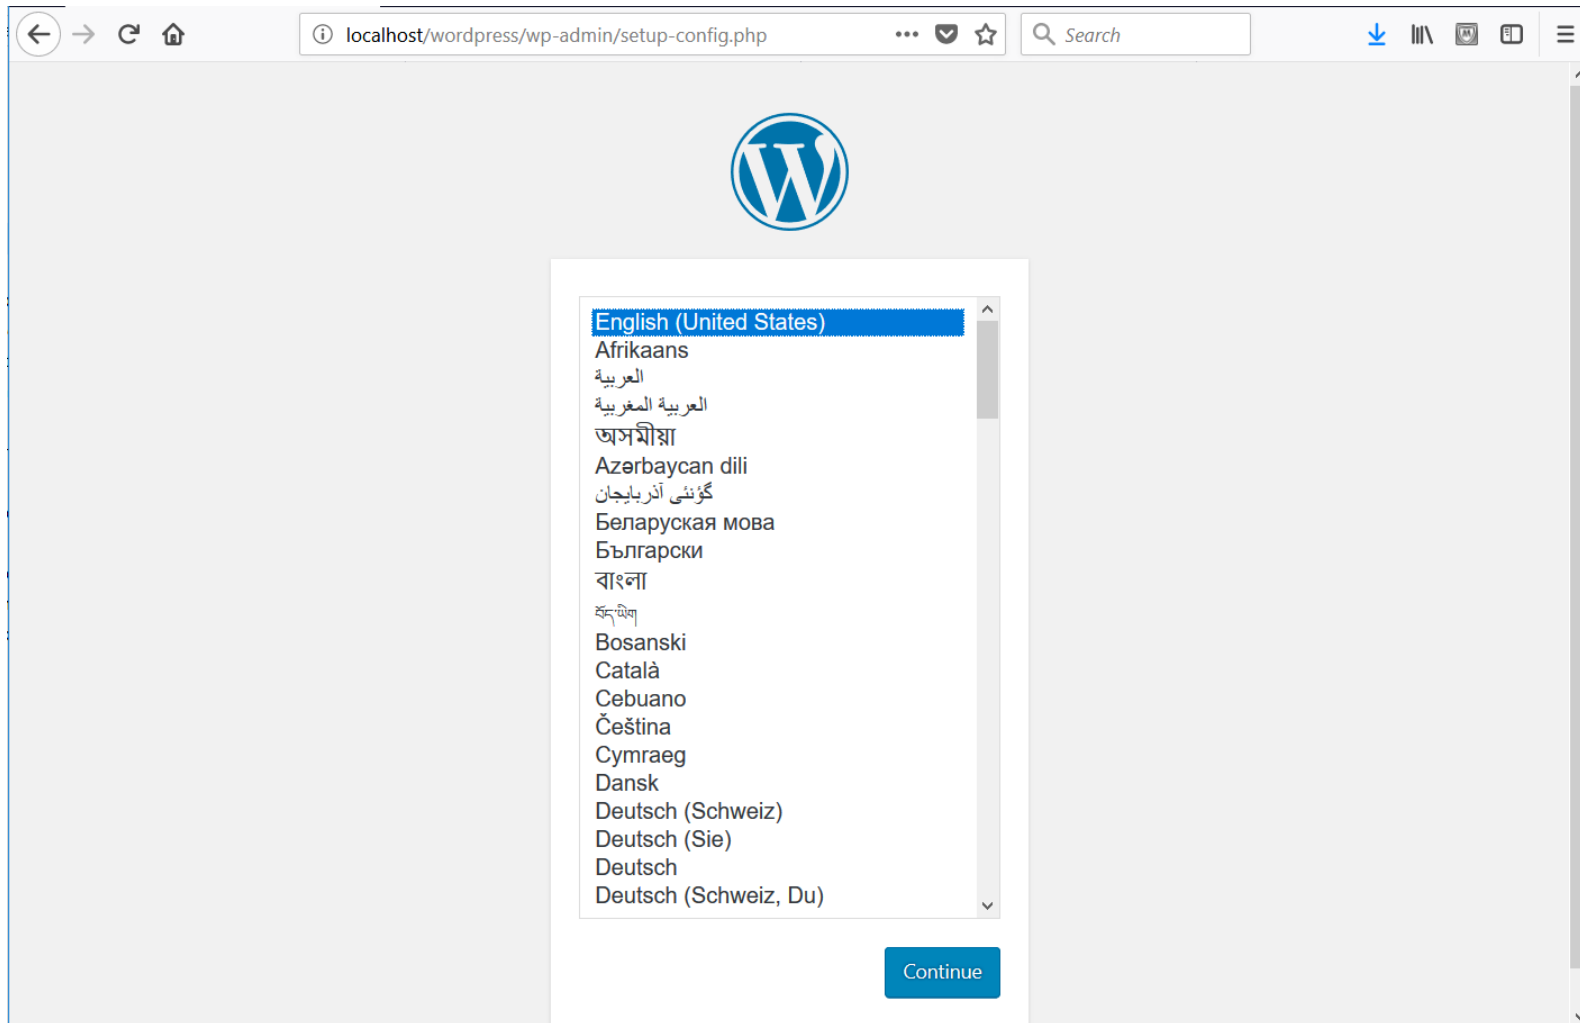 localhost/wordpress/wp-admin/setup-config.php
Search
English (United States)
Afrikaans
العربية
العربية المغربية
অসমীয়া
Azərbaycan dili
گؤنئی آذربایجان
Беларуская мова
Български
বাংলা
བོད་ཡིག
Bosanski
Català
Cebuano
Čeština
Cymraeg
Dansk
Deutsch (Schweiz)
Deutsch (Sie)
Deutsch
Deutsch (Schweiz, Du)
Continue